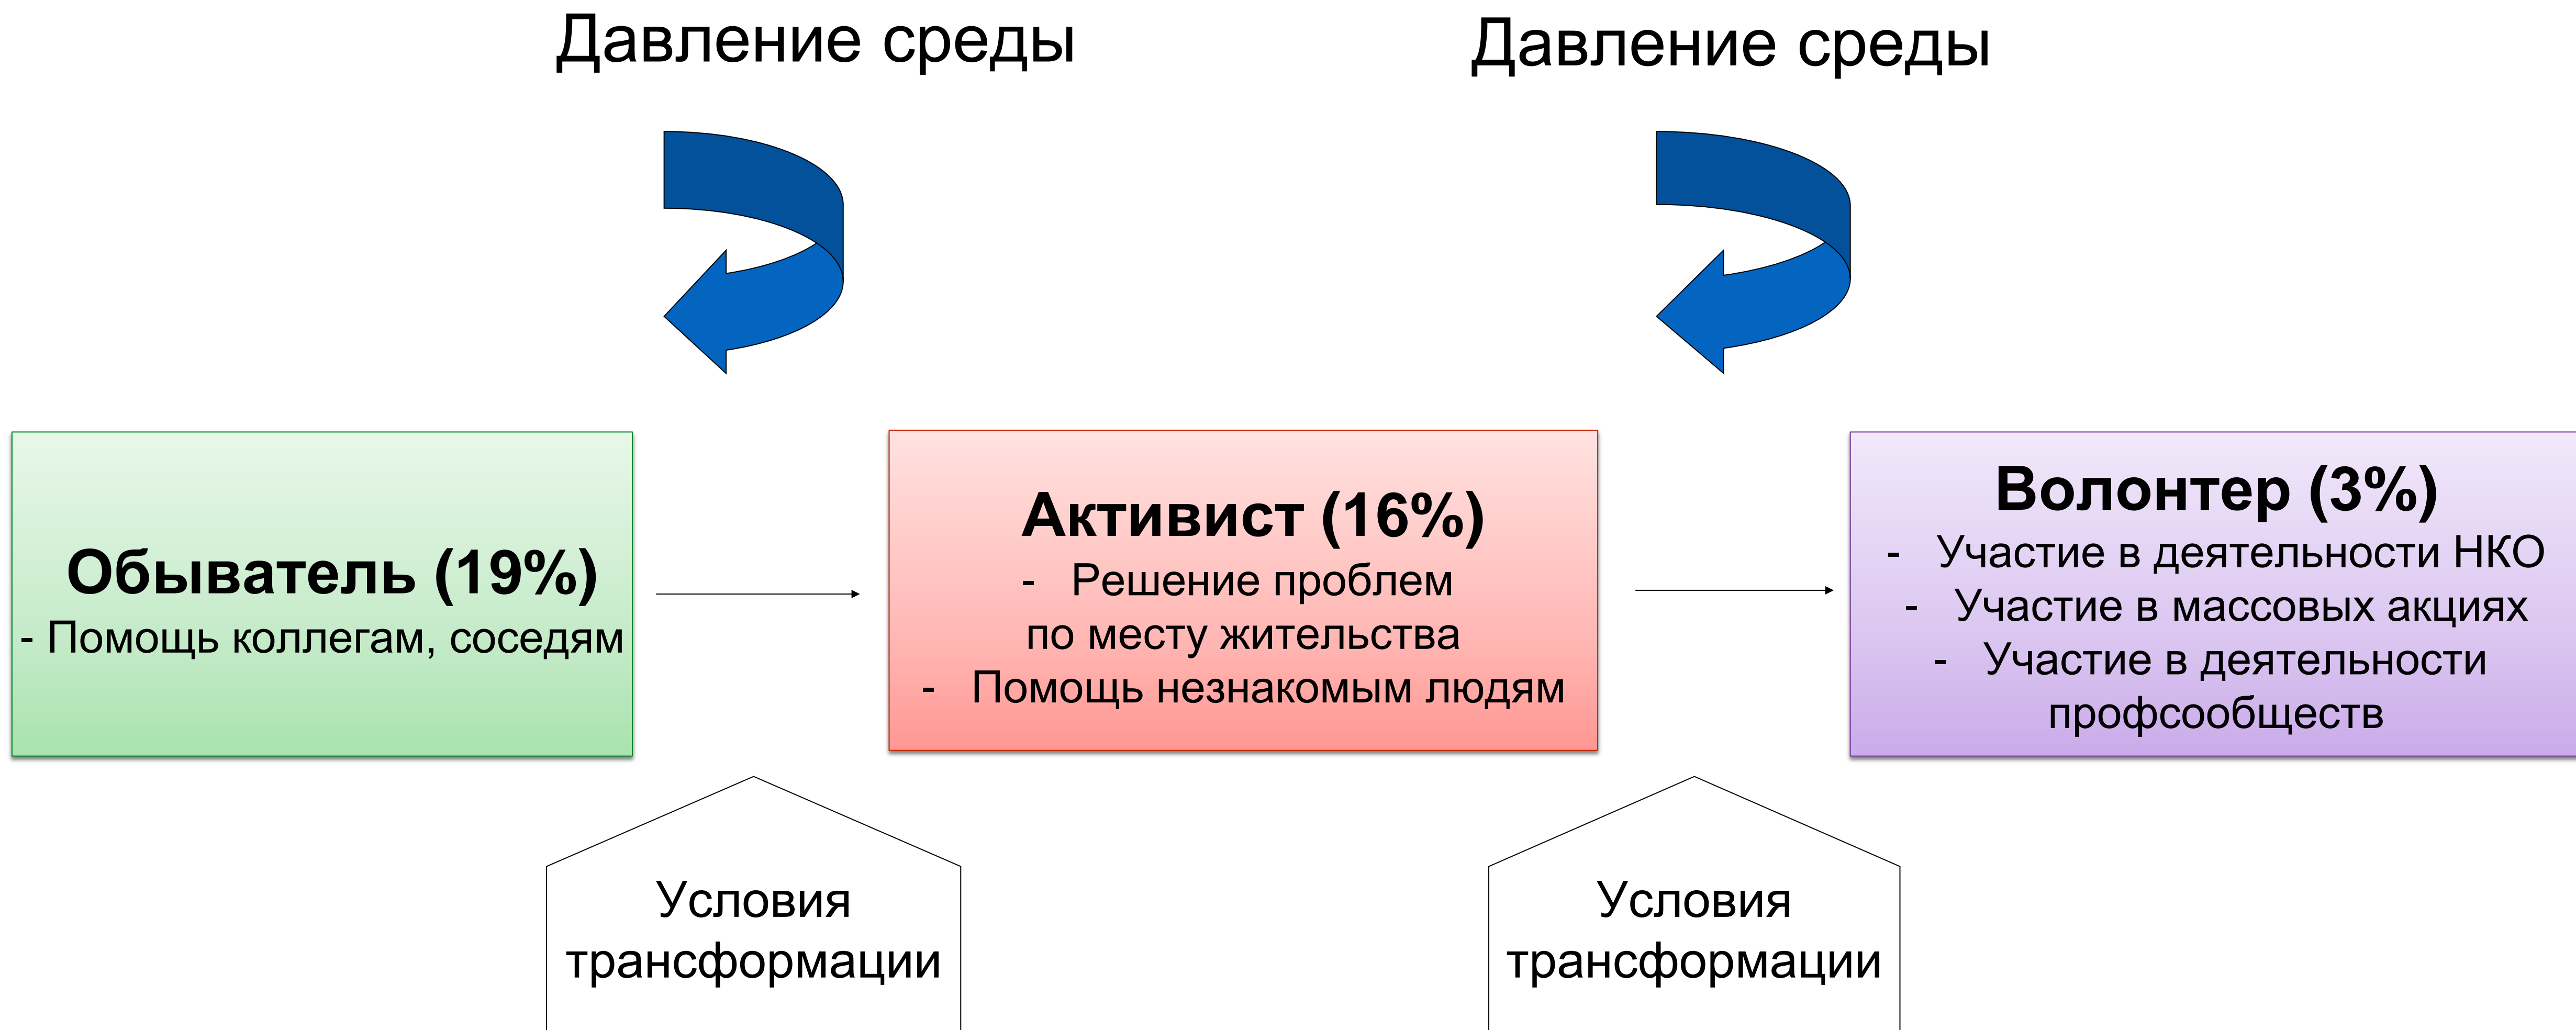 Давление среды
Давление среды
Обыватель (19%)
- Помощь коллегам, соседям
Активист (16%)
- Решение проблем
по месту жительства
- Помощь незнакомым людям
Волонтер (3%)
- Участие в деятельности НКО
- Участие в массовых акциях
- Участие в деятельности
профсообществ
Условия
трансформации
Условия
трансформации